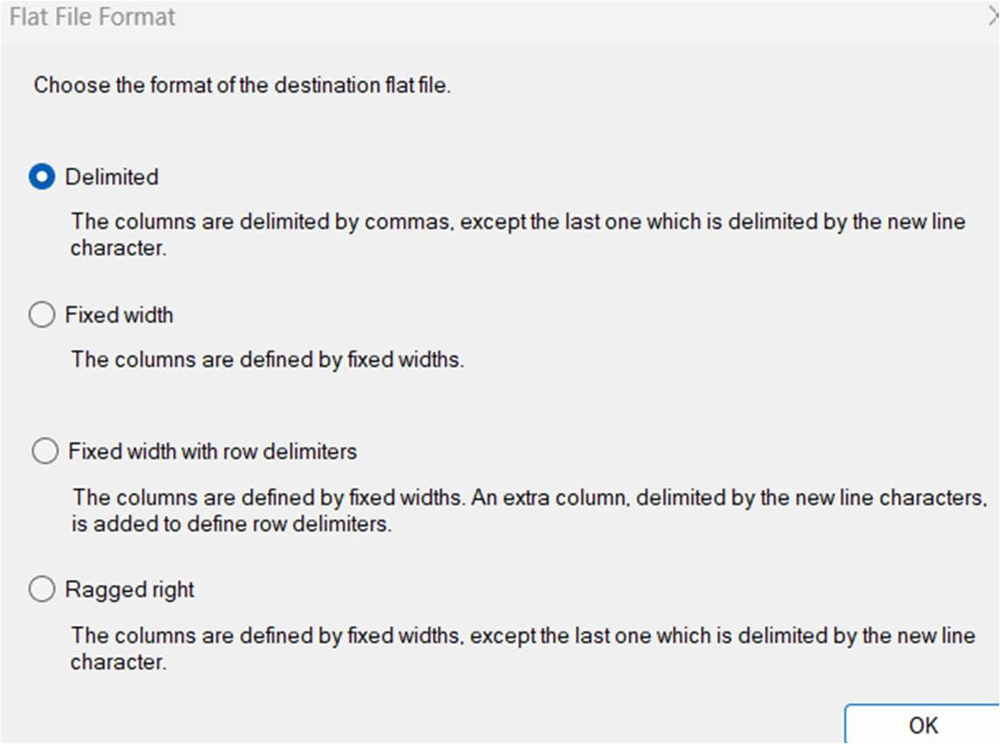 Flat File Format
Choose the format of the destination flat file.
Delimited
The columns are delimited by commas, except the last one which is delimited by the new line
character.
Fixed width
The columns are defined by fixed widths.
Fixed width with row delimiters
The columns are defined by fixed widths. An extra column, delimited by the new line characters,
is added to define row delimiters.
Ragged right
The columns are defined by fixed widths, except the last one which is delimited by the new line
character.
OK